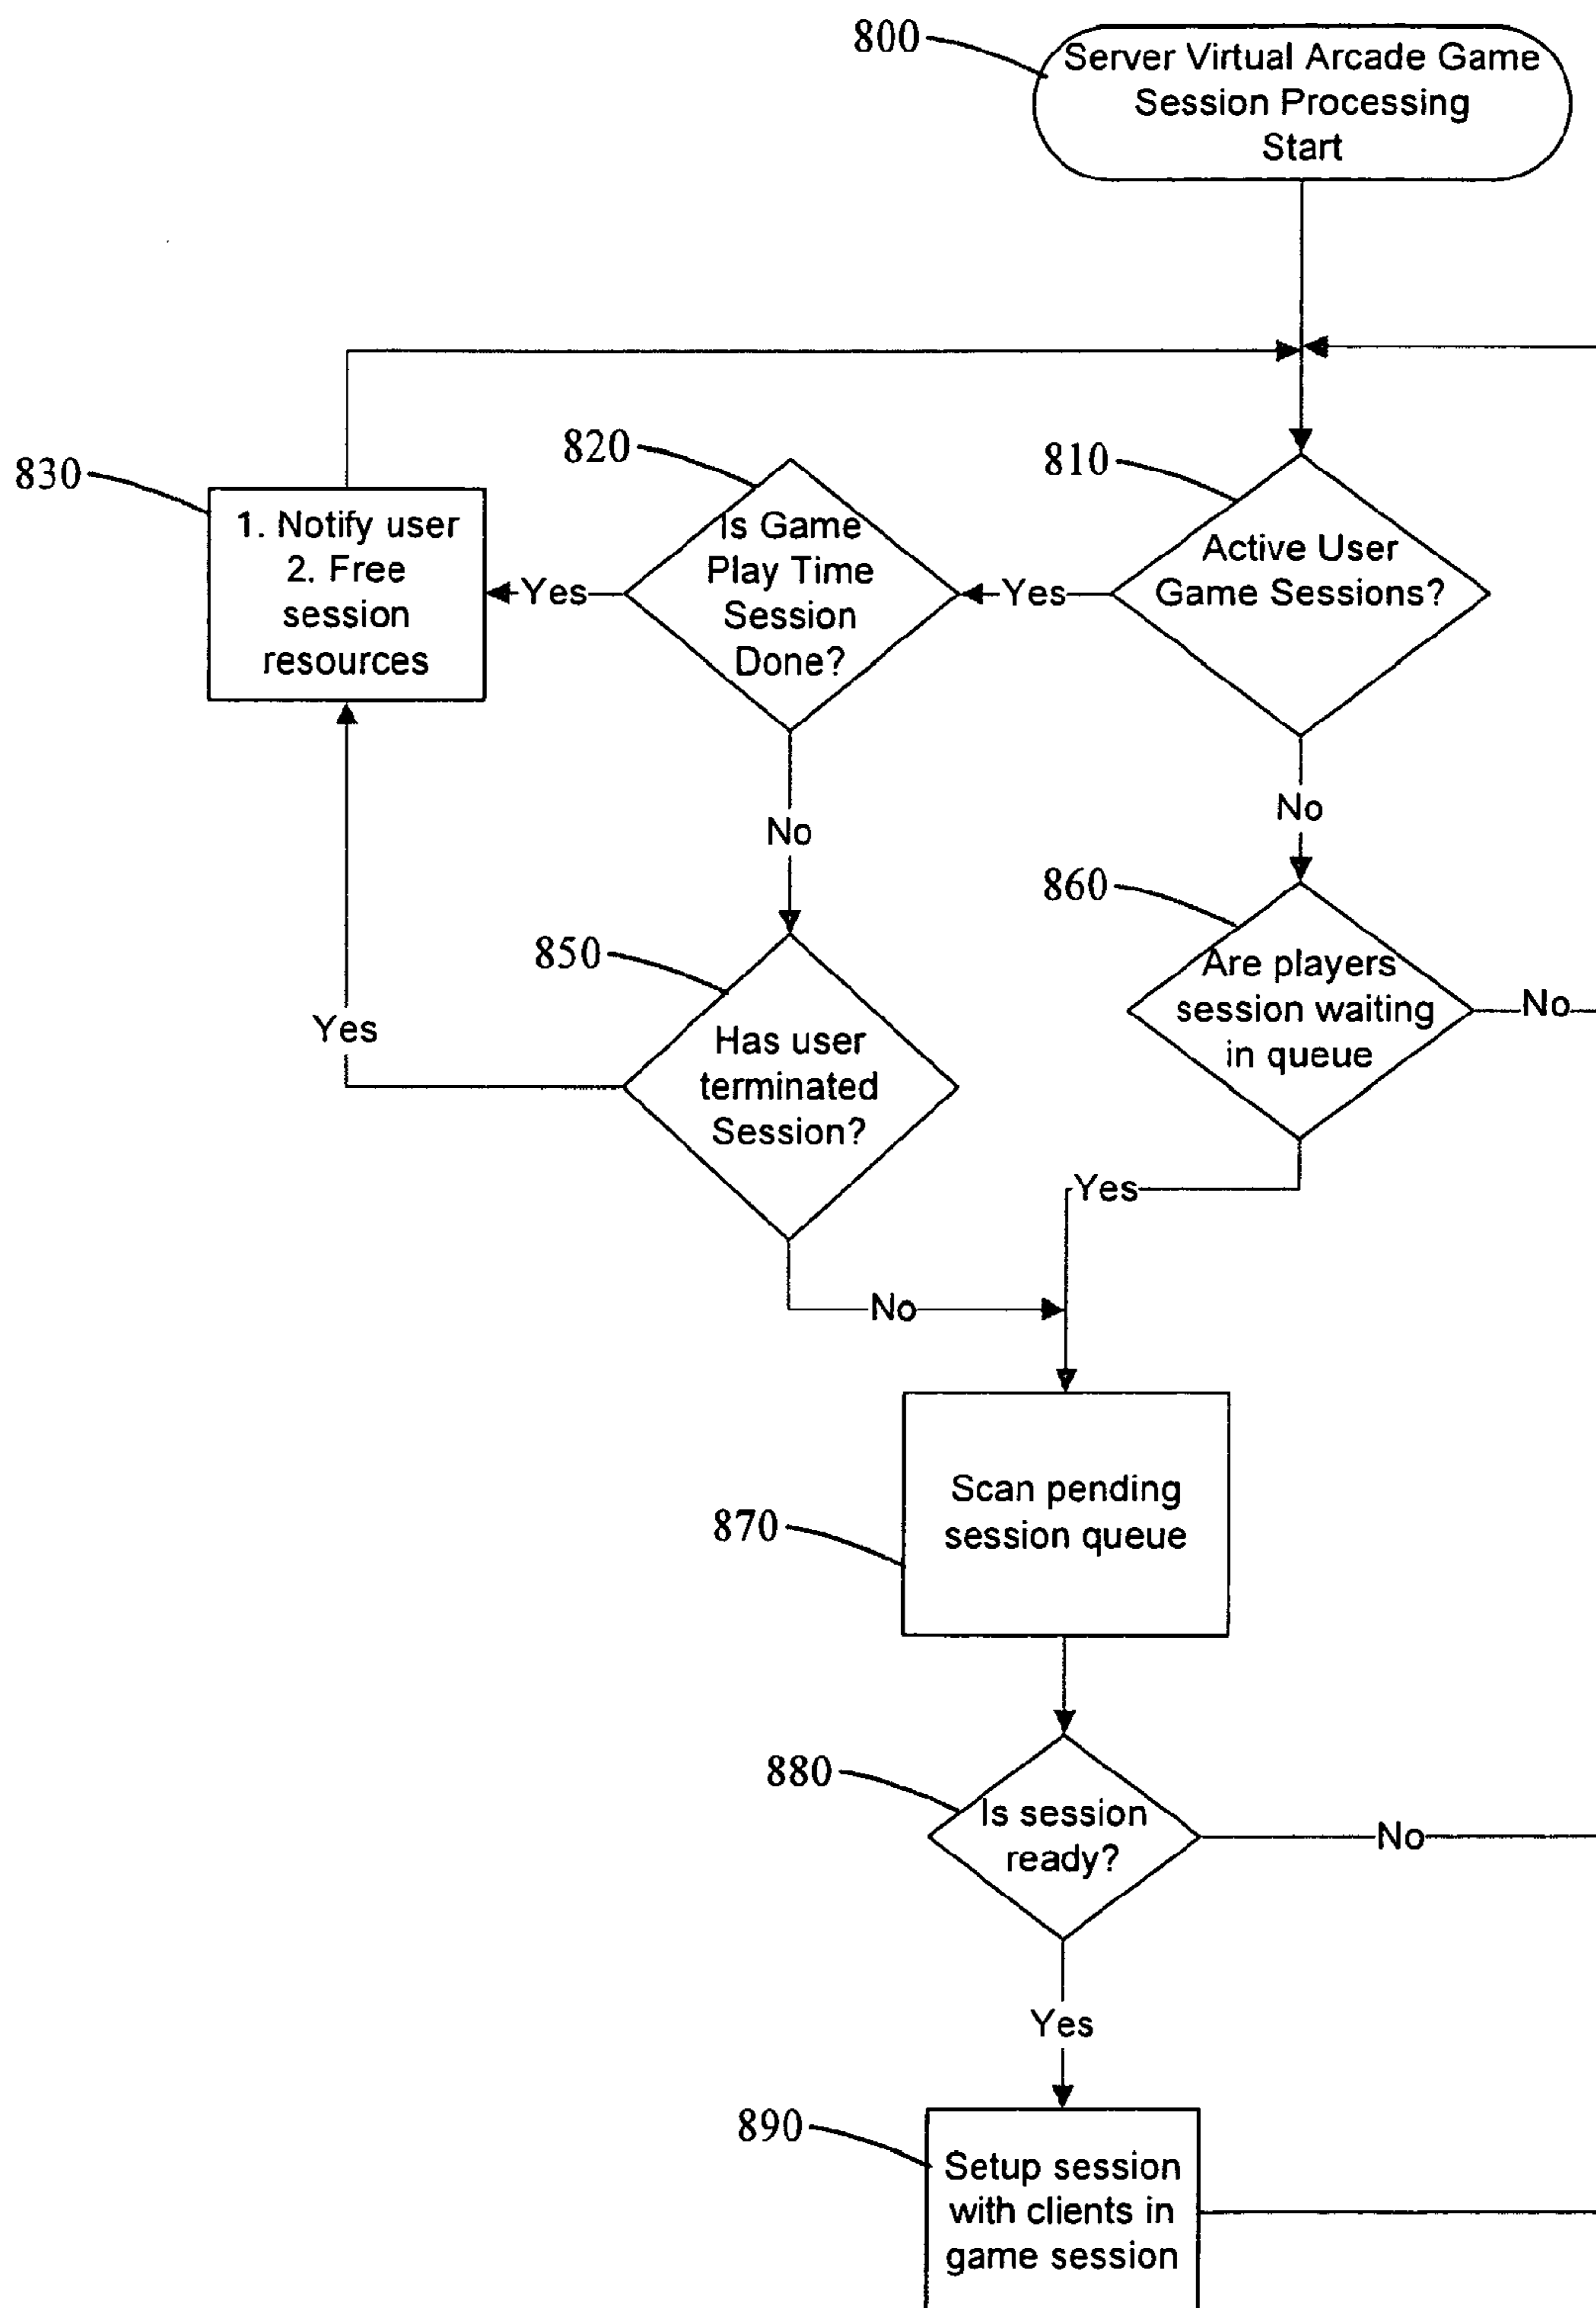 800
Server Virtual Arcade Game
Session Processing
Start
830
1. Notify user
2. Free
session
resources
Yes
820
Is Game
Play Time
Session
Done?
Yes
810
Active User
Game Sessions?
No
No
860
Are players
session waiting
in queue
No
850
Has user
terminated
Session?
Yes
Yes
No
870
Scan pending
session queue
880
Is session
ready?
No
Yes
890
Setup session
with clients in
game session